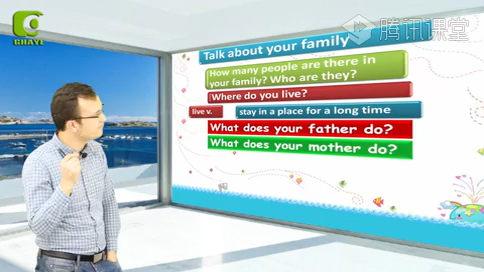 GHAYE
腾讯课堂
Talk about your family
How many people are there in
your family? Who are they?
Where do you live?
live v.
stay in a place for a long time
What does your father do?
What does your mother do?